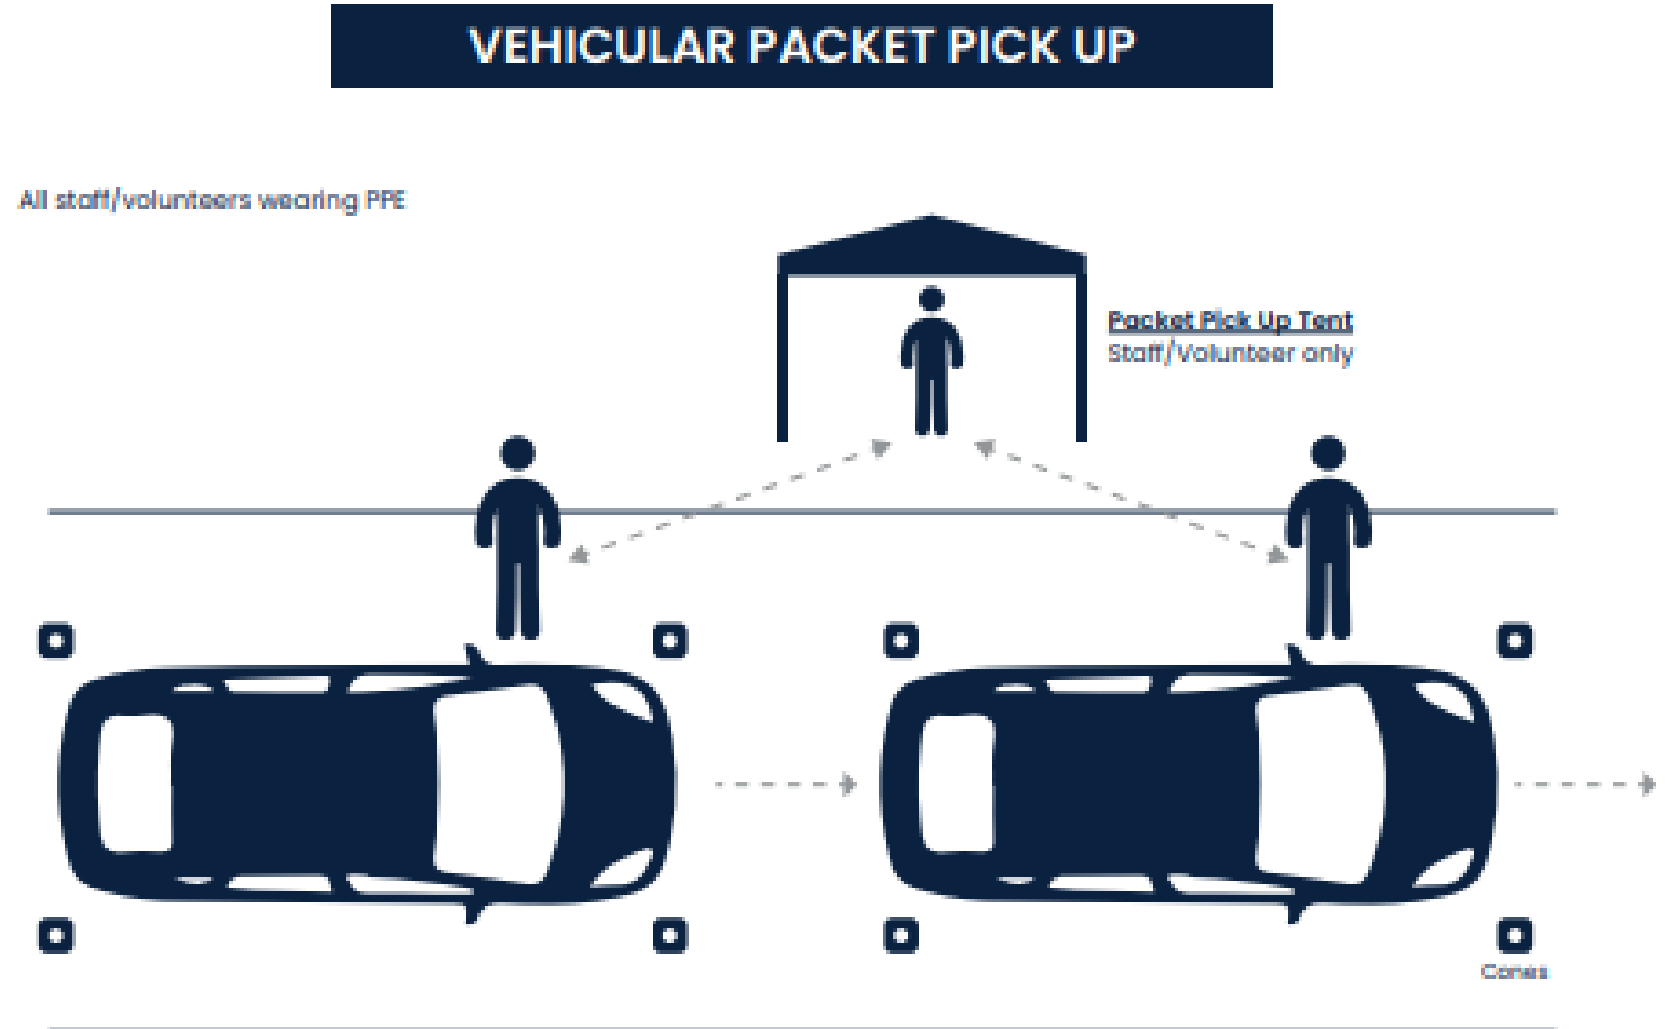 VEHICULAR PACKET PICK UP
All staff/volunteers wearing PPE
Packet Pick Up Tent
Staff/Volunteer only
Cones